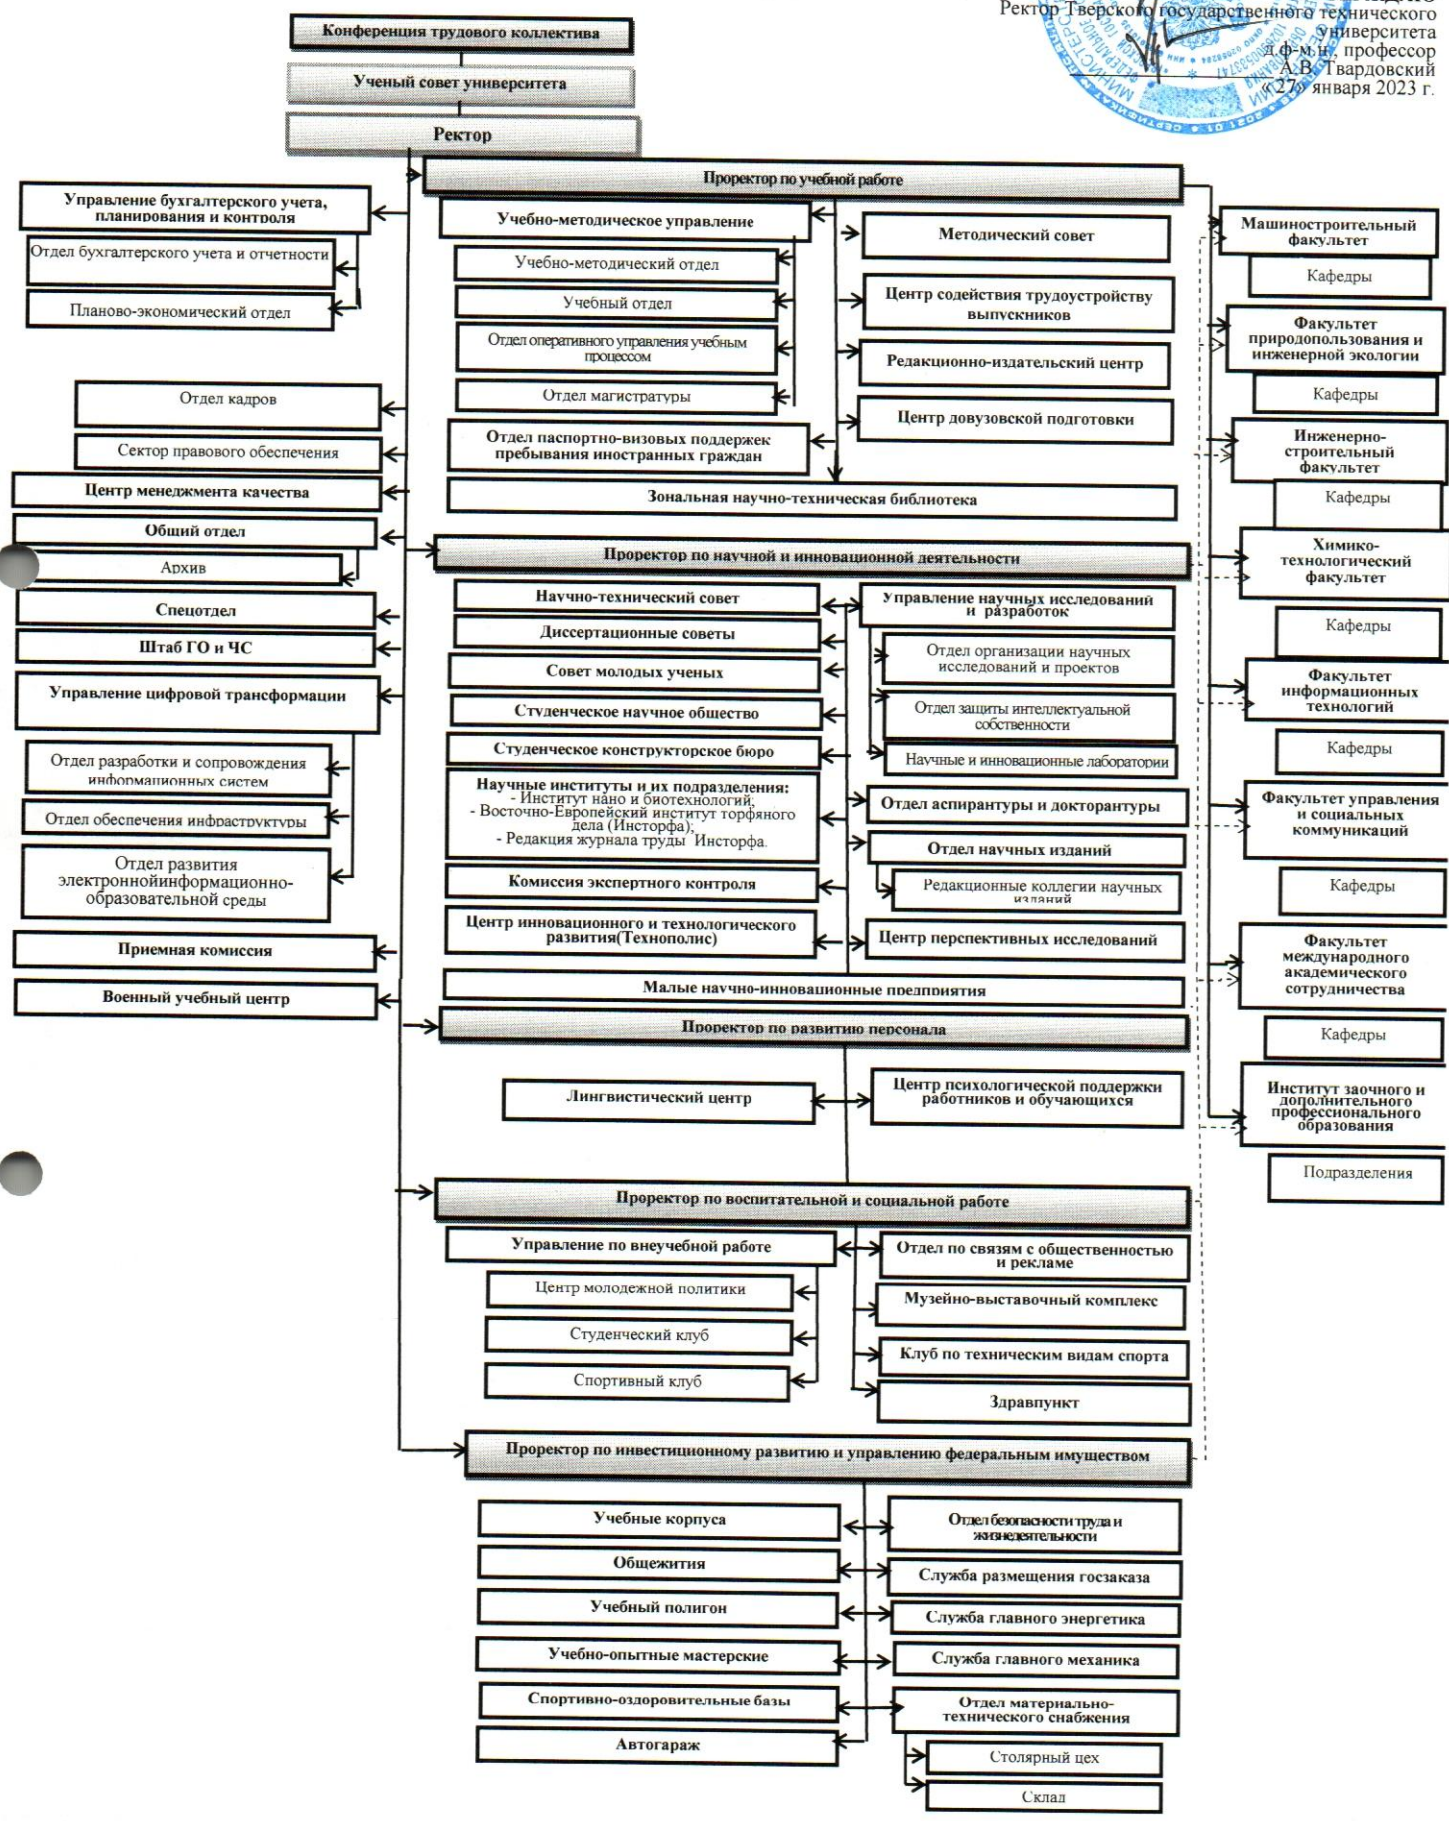 Ректор Тверского государственного технического
университета
д.ф-м.н., профессор
А.В. Твардовский
«27» января 2023 г.
Конференция трудового коллектива
Ученый совет университета
Ректор
Проректор по учебной работе
Управление бухгалтерского учета,
планирования и контроля
Отдел бухгалтерского учета и отчетности
Планово-экономический отдел
Отдел кадров
Сектор правового обеспечения
Центр менеджмента качества
Общий отдел
Архив
Спецотдел
Штаб ГО и ЧС
Управление цифровой трансформации
Отдел разработки и сопровождения
информационных систем
Отдел обеспечения инфраструктуры
Отдел развития
электроннойинформационно-
образовательной среды
Приемная комиссия
Военный учебный центр
Учебно-методическое управление
Учебно-методический отдел
Учебный отдел
Отдел оперативного управления учебным
процессом
Отдел магистратуры
Отдел паспортно-визовых поддержек
пребывания иностранных граждан
Методический совет
Центр содействия трудоустройству
выпускников
Редакционно-издательский центр
Центр довузовской подготовки
Зональная научно-техническая библиотека
Проректор по научной и инновационной деятельности
Научно-технический совет
Диссертационные советы
Совет молодых ученых
Студенческое научное общество
Студенческое конструкторское бюро
Научные институты и их подразделения:
- Институт нано и биотехнологий;
- Восточно-Европейский институт торфяного
дела (Инсторфа);
- Редакция журнала труды Инсторфа.
Комиссия экспертного контроля
Центр инновационного и технологического
развития(Технополис)
Управление научных исследований
и разработок
Отдел организации научных
исследований и проектов
Отдел защиты интеллектуальной
собственности
Научные и инновационные лаборатории
Отдел аспирантуры и докторантуры
Отдел научных изданий
Редакционные коллегии научных
изданий
Центр перспективных исследований
Малые научно-инновационные предприятия
Проректор по развитию персонала
Лингвистический центр
Центр психологической поддержки
работников и обучающихся
Проректор по воспитательной и социальной работе
Управление по внеучебной работе
Центр молодежной политики
Студенческий клуб
Спортивный клуб
Отдел по связям с общественностью
и рекламе
Музейно-выставочный комплекс
Клуб по техническим видам спорта
Здравпункт
Проректор по инвестиционному развитию и управлению федеральным имуществом
Учебные корпуса
Общежития
Учебный полигон
Учебно-опытные мастерские
Спортивно-оздоровительные базы
Автогараж
Отдел безопасности труда и
жизнедеятельности
Служба размещения госзаказа
Служба главного энергетика
Служба главного механика
Отдел материально-
технического снабжения
Столярный цех
Склад
Машиностроительный
факультет
Кафедры
Факультет
природопользования и
инженерной экологии
Кафедры
Инженерно-
строительный
факультет
Кафедры
Химико-
технологический
факультет
Кафедры
Факультет
информационных
технологий
Кафедры
Факультет управления
и социальных
коммуникаций
Кафедры
Факультет
международного
академического
сотрудничества
Кафедры
Институт заочного и
дополнительного
профессионального
образования
Подразделения